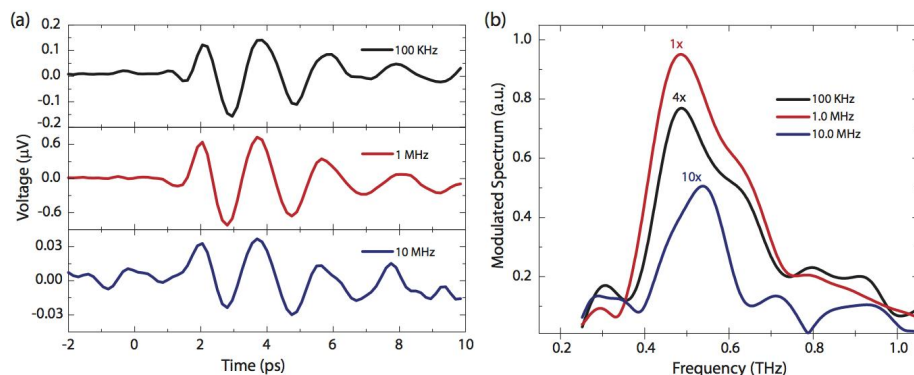 (a)
0.2
0.1
0.0
-0.1
-0.2
100 KHz
0.6
0.0
-0.6
1 MHz
Voltage (μV)
0.03
0.00
-0.03
10 MHz
-2 0 2 4 6 8 10
Time (ps)
(b)
1.0
0.8
0.6
0.4
0.2
Modulated Spectrum (a.u.)
1x
4x
10x
100 KHz
1.0 MHz
10.0 MHz
0.2 0.4 0.6 0.8 1.0
Frequency (THz)